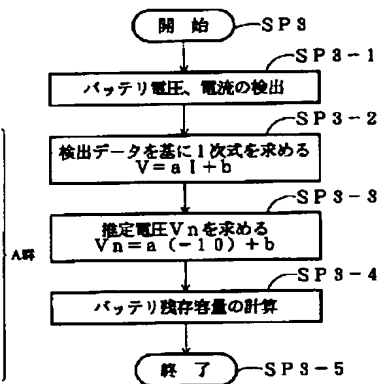 開始 SP3
SP3-1
バッテリ電圧、電流の検出
SP3-2
検出データを基に1次式を求める
V=aI+b
SP3-3
推定電圧Vnを求める
Vn=a(-10)+b
A群
SP3-4
バッテリ残存容量の計算
終了 SP3-5